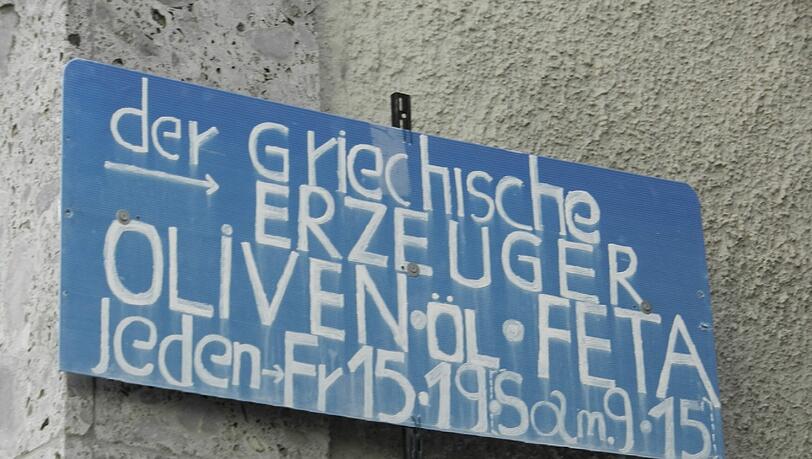 der Griechische
→ ERZEUGER
OLIVEN·ÖL·FETA
Jeden→Fr 15·19 Sam.9·15